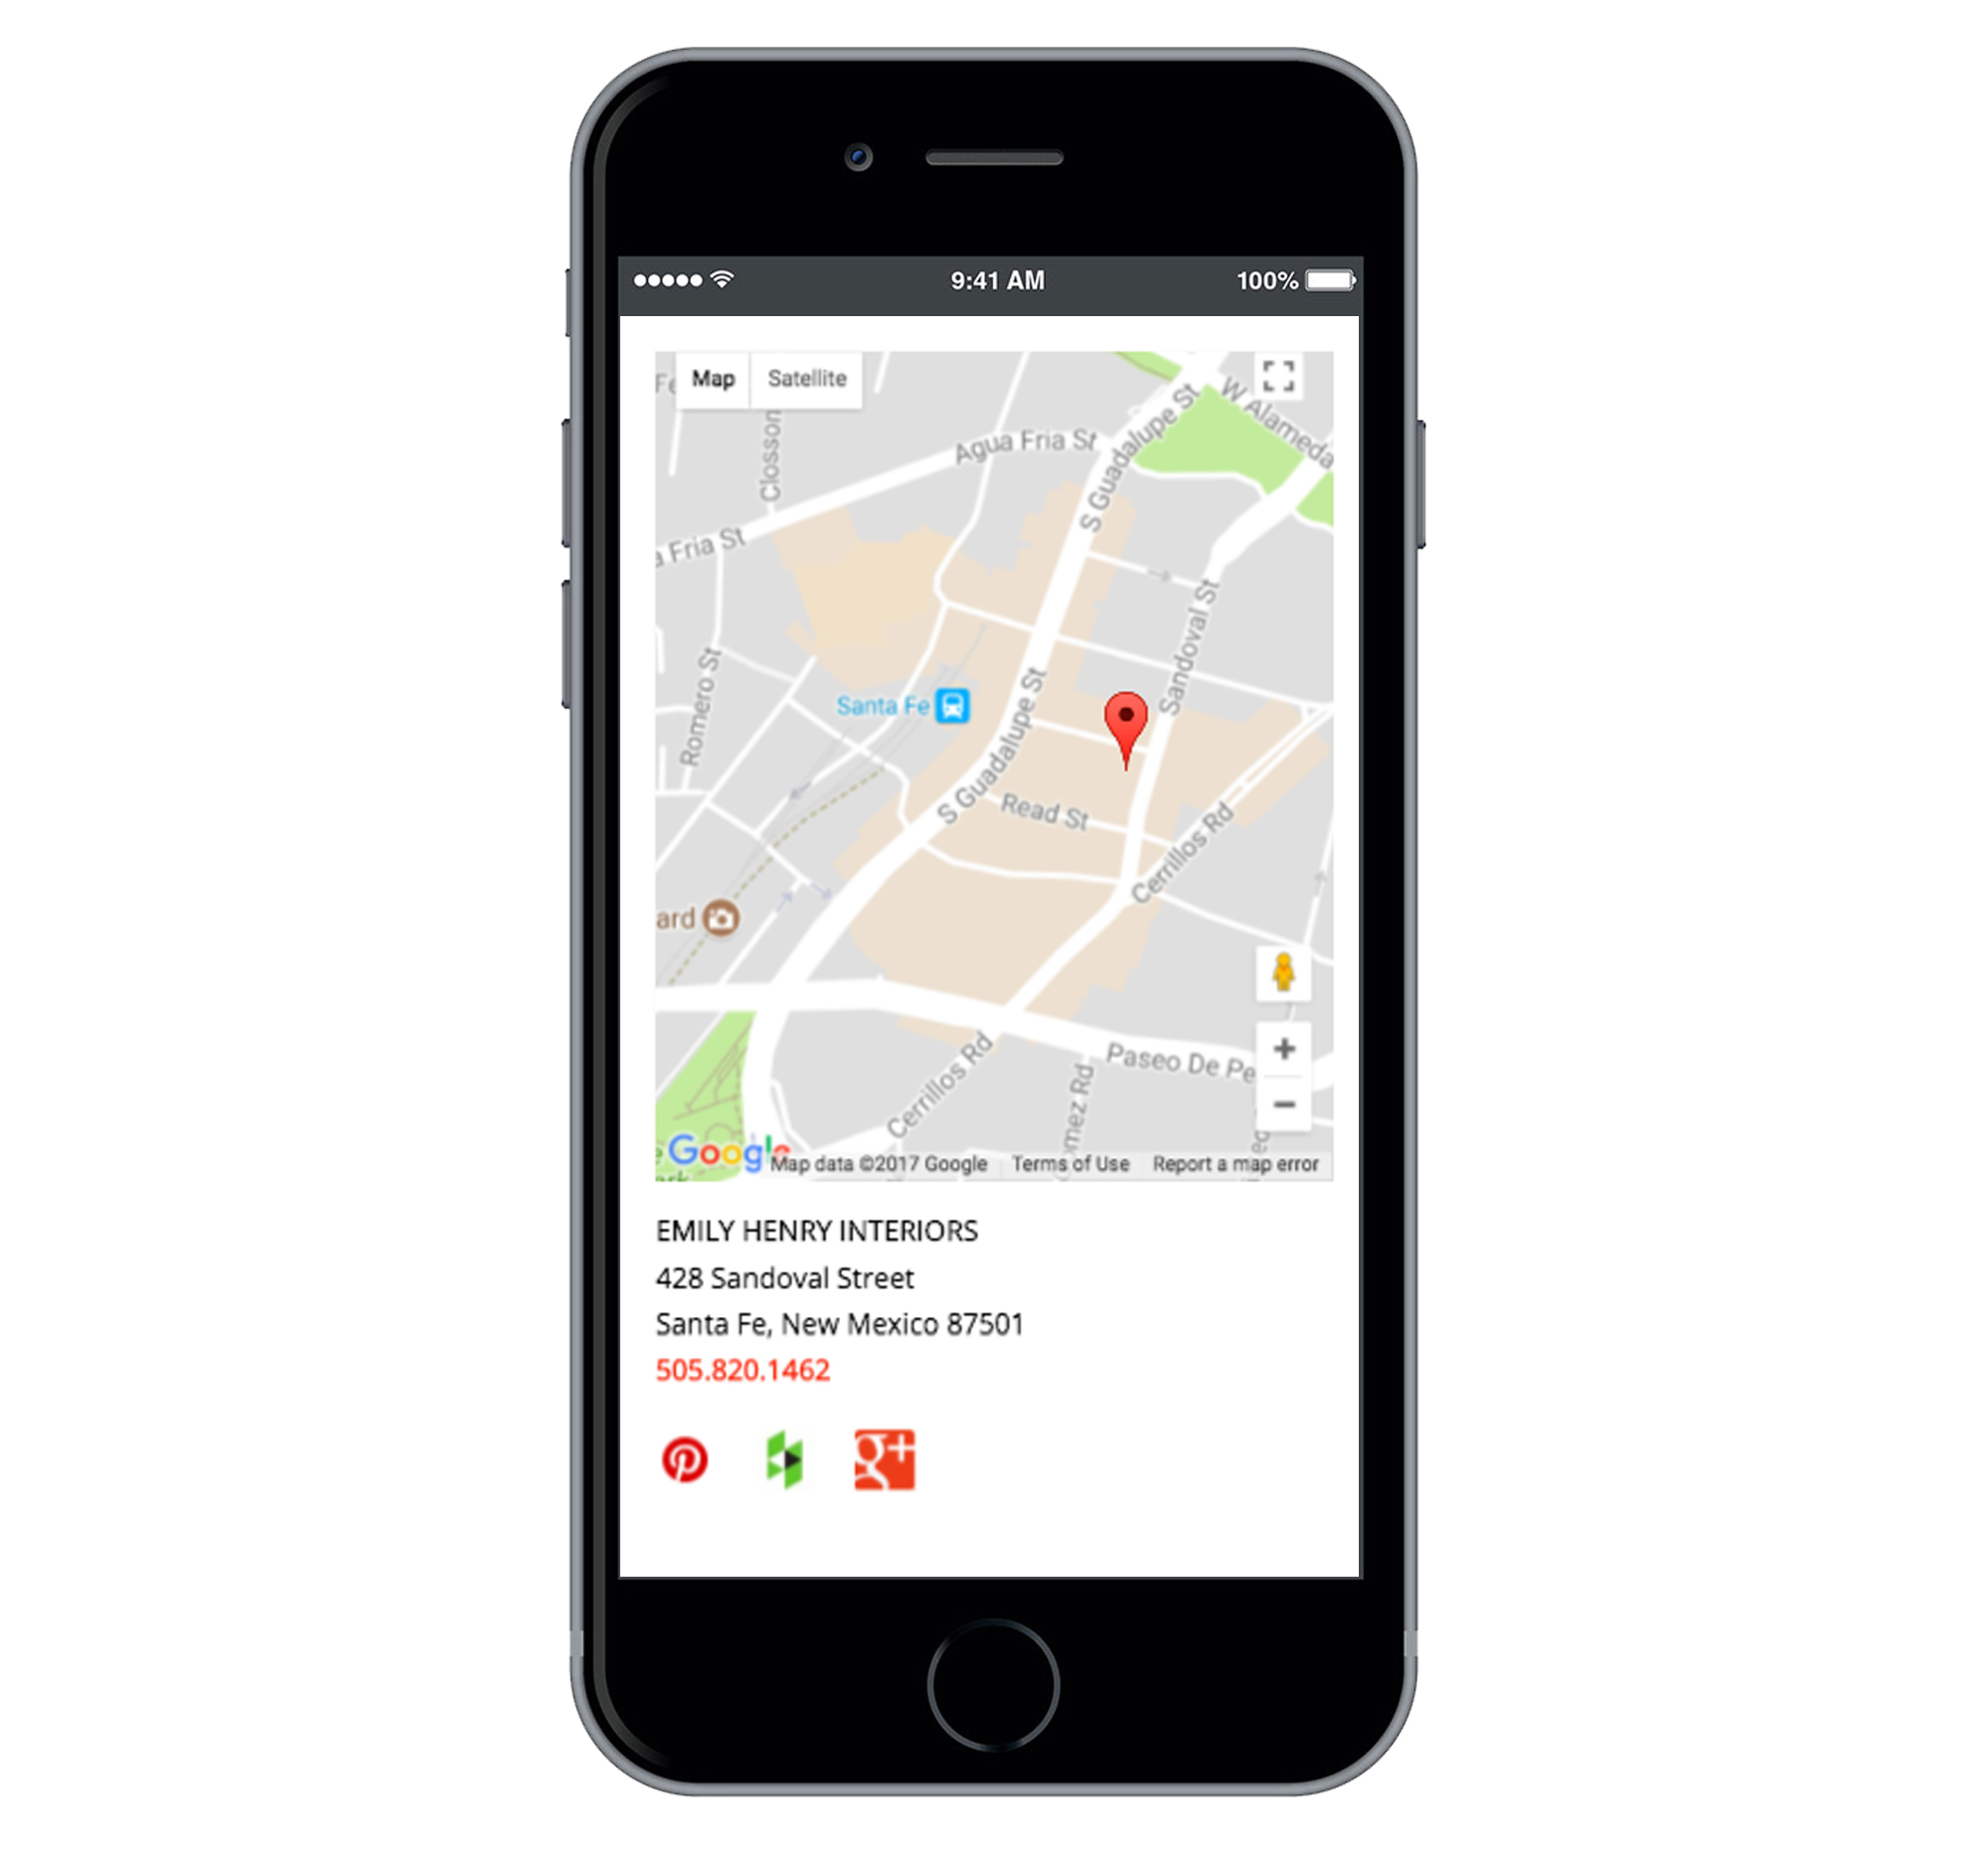 9:41 AM
100%
Map
Satellite
W Alameda
Closson
Agua Fria St
S Guadalupe St
a Fria St
Sandoval St
Romero St
Santa Fe
S Guadalupe St
Read St
Cerrillos Rd
ard
Paseo De Pe
Cerrillos Rd
omez Rd
Google
Map data ©2017 Google
Terms of Use
Report a map error
EMILY HENRY INTERIORS
428 Sandoval Street
Santa Fe, New Mexico 87501
505.820.1462